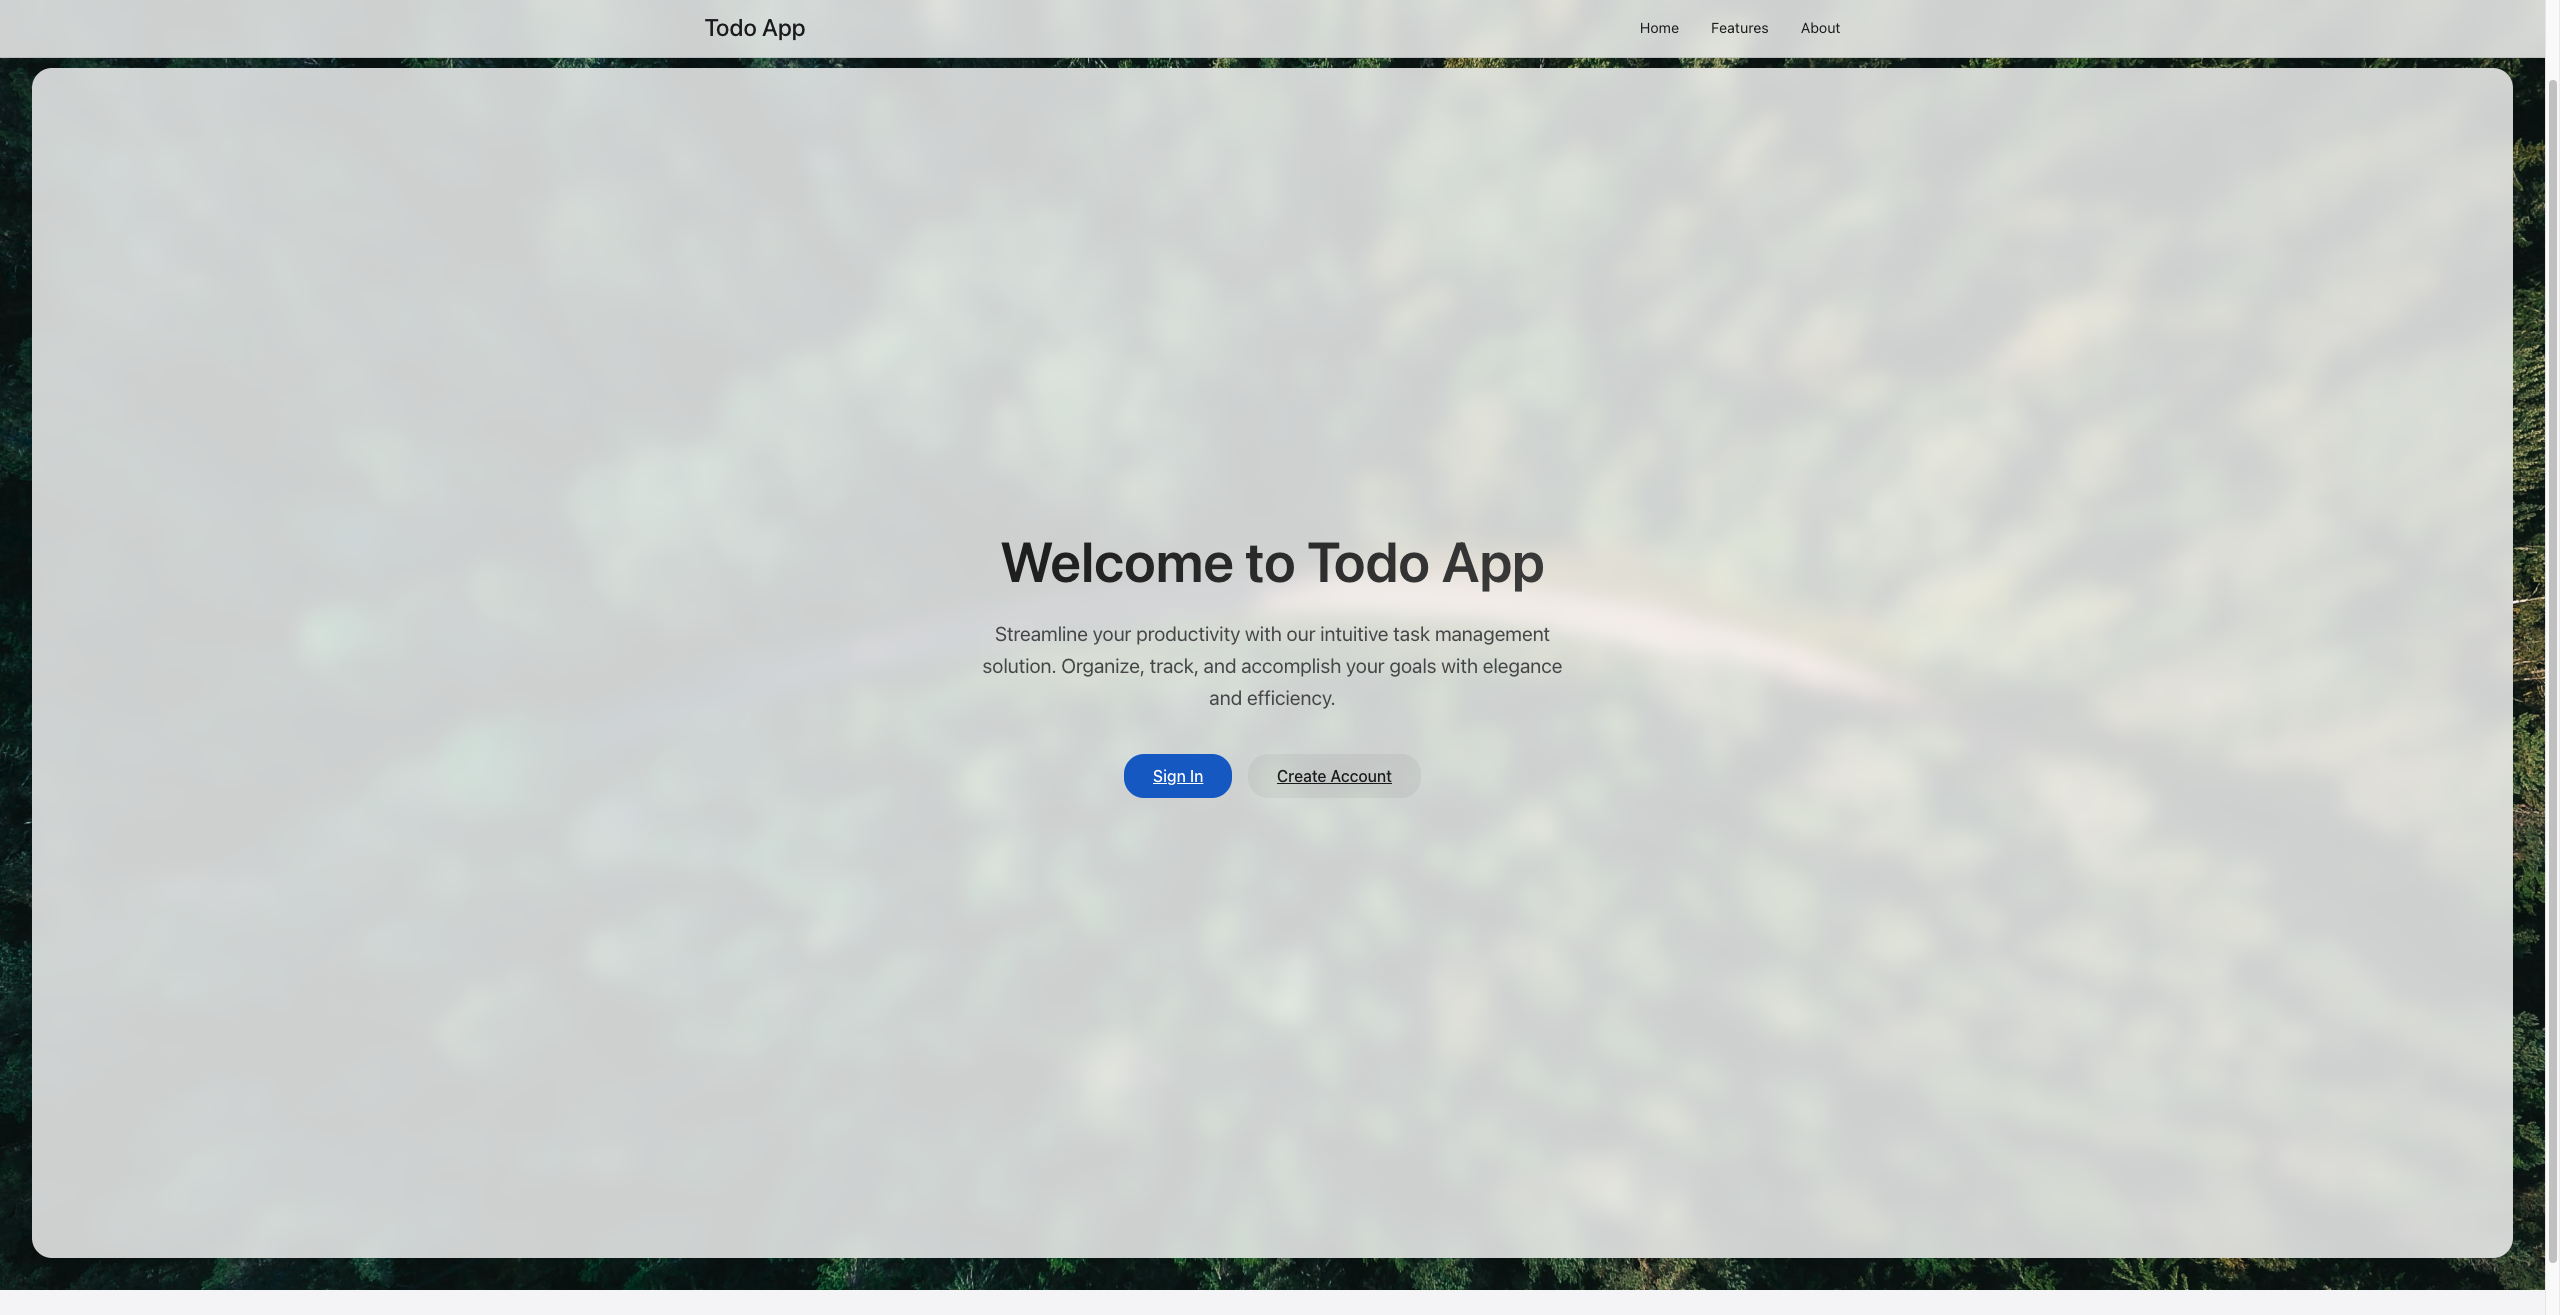 Todo App
Home Features About
Welcome to Todo App
Streamline your productivity with our intuitive task management
solution. Organize, track, and accomplish your goals with elegance
and efficiency.
Sign In Create Account